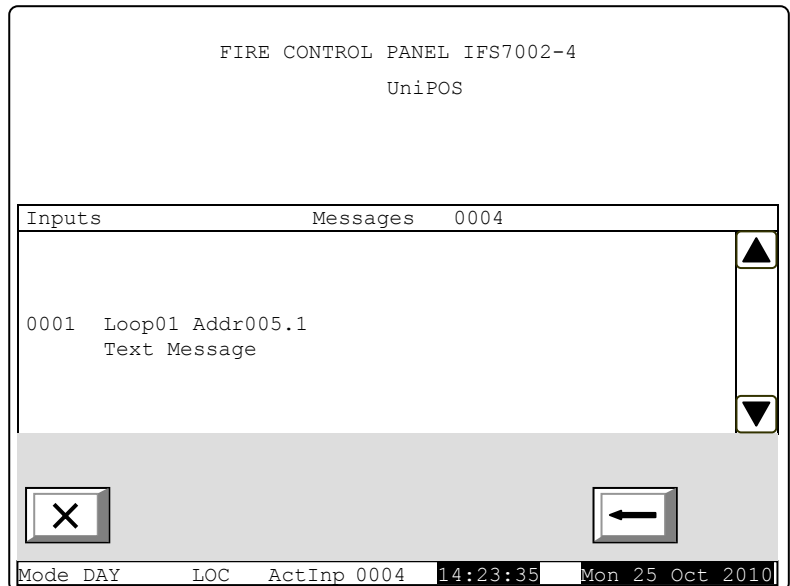 FIRE CONTROL PANEL IFS7002-4
UniPOS
Inputs Messages 0004
0001 Loop01 Addr005.1
Text Message
Mode DAY LOC ActInp 0004 14:23:35 Mon 25 Oct 2010